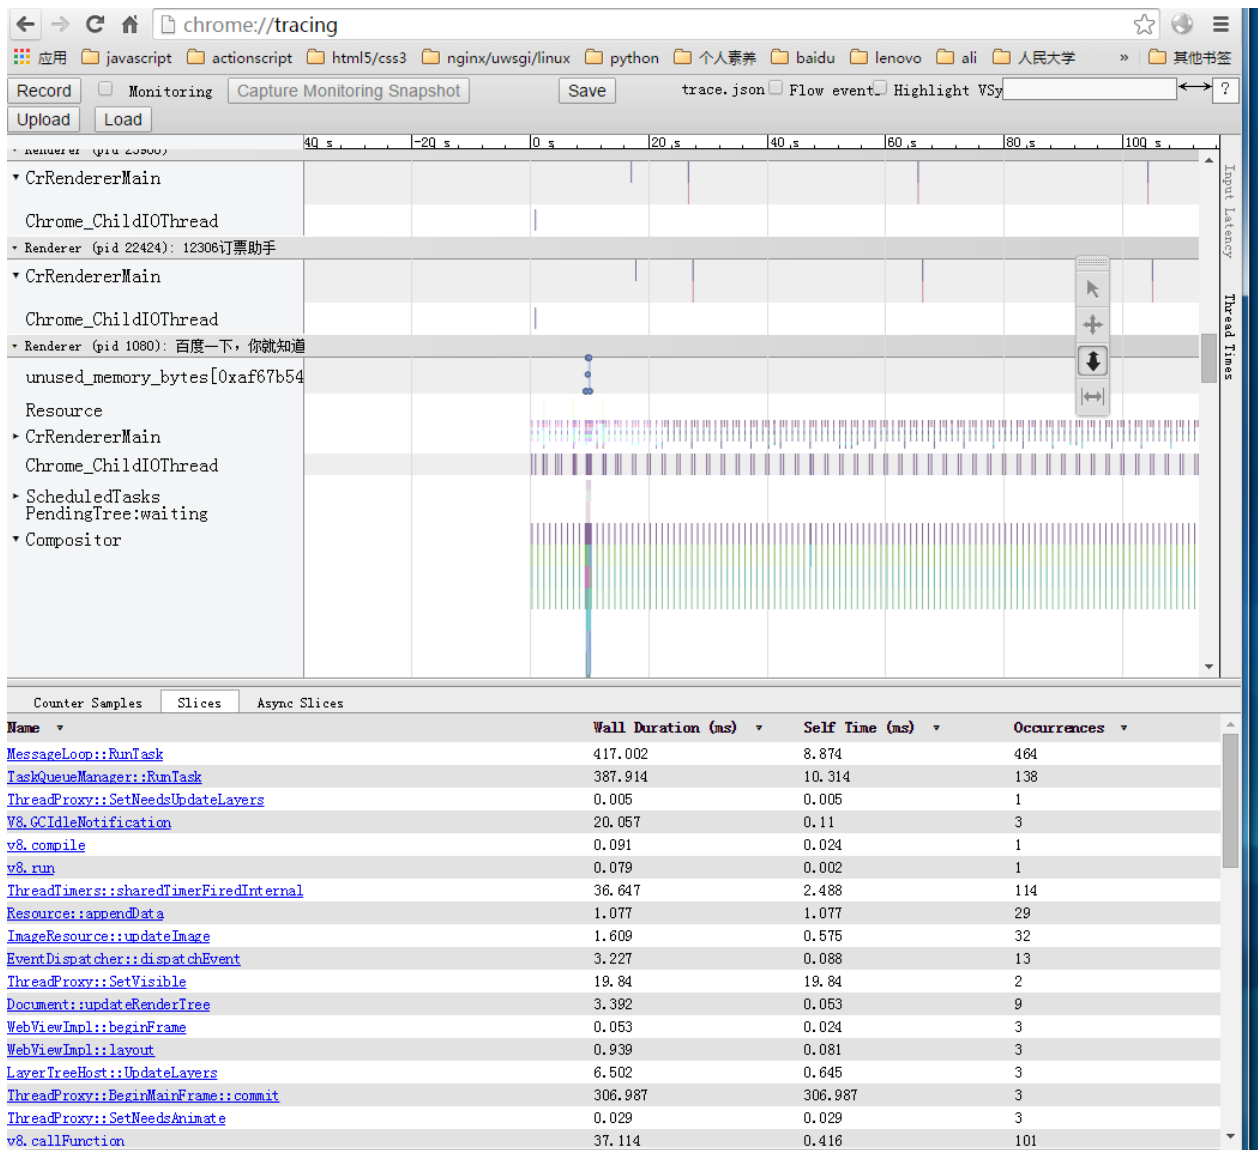 chrome://tracing
应用 javascript actionscript html5/css3 nginx/uwsgi/linux python 个人素养 baidu lenovo ali 人民大学 » 其他书签
Record Monitoring Capture Monitoring Snapshot Save trace.json Flow event Highlight VSy ?
Upload Load
40 s -20 s 0 s 20 s 40 s 60 s 80 s 100 s
Renderer (pid 23900)
CrRendererMain
Chrome_ChildIOThread
Renderer (pid 22424): 12306订票助手
CrRendererMain
Chrome_ChildIOThread
Renderer (pid 1080): 百度一下，你就知道
unused_memory_bytes[0xaf67b54
Resource
CrRendererMain
Chrome_ChildIOThread
ScheduledTasks
PendingTree:waiting
Compositor
Input Latency
Thread Times
Counter Samples Slices Async Slices
Name Wall Duration (ms) Self Time (ms) Occurrences
MessageLoop::RunTask 417.002 8.874 464
TaskQueueManager::RunTask 387.914 10.314 138
ThreadProxy::SetNeedsUpdateLayers 0.005 0.005 1
V8.GCIdleNotification 20.057 0.11 3
v8.compile 0.091 0.024 1
v8.run 0.079 0.002 1
ThreadTimers::sharedTimerFiredInternal 36.647 2.488 114
Resource::appendData 1.077 1.077 29
ImageResource::updateImage 1.609 0.575 32
EventDispatcher::dispatchEvent 3.227 0.088 13
ThreadProxy::SetVisible 19.84 19.84 2
Document::updateRenderTree 3.392 0.053 9
WebViewImpl::beginFrame 0.053 0.024 3
WebViewImpl::layout 0.939 0.081 3
LayerTreeHost::UpdateLayers 6.502 0.645 3
ThreadProxy::BeginMainFrame::commit 306.987 306.987 3
ThreadProxy::SetNeedsAnimate 0.029 0.029 3
v8.callFunction 37.114 0.416 101